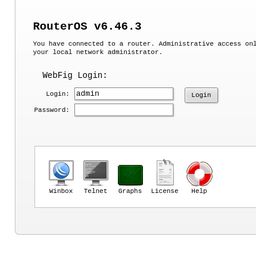 RouterOS v6.46.3
You have connected to a router. Administrative access onl
your local network administrator.
WebFig Login:
Login: admin Login
Password:
Winbox Telnet Graphs License Help